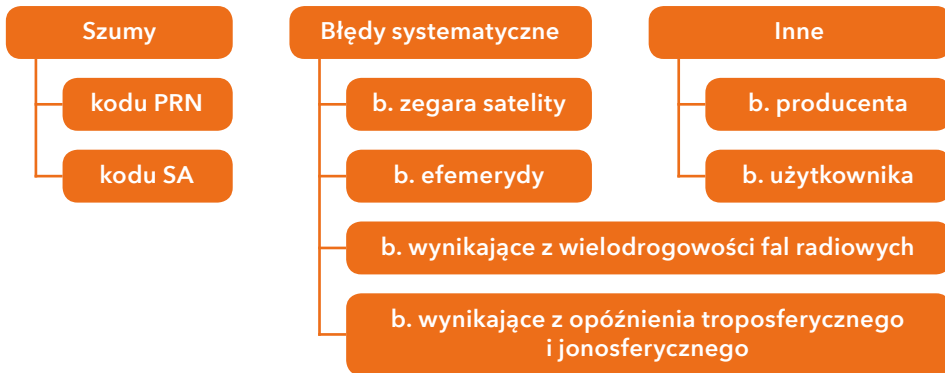 Szumy
kodu PRN
kodu SA
Błędy systematyczne
b. zegara satelity
b. efemerydy
b. wynikające z wielodrogowości fal radiowych
b. wynikające z opóźnienia troposferycznego
i jonosferycznego
Inne
b. producenta
b. użytkownika